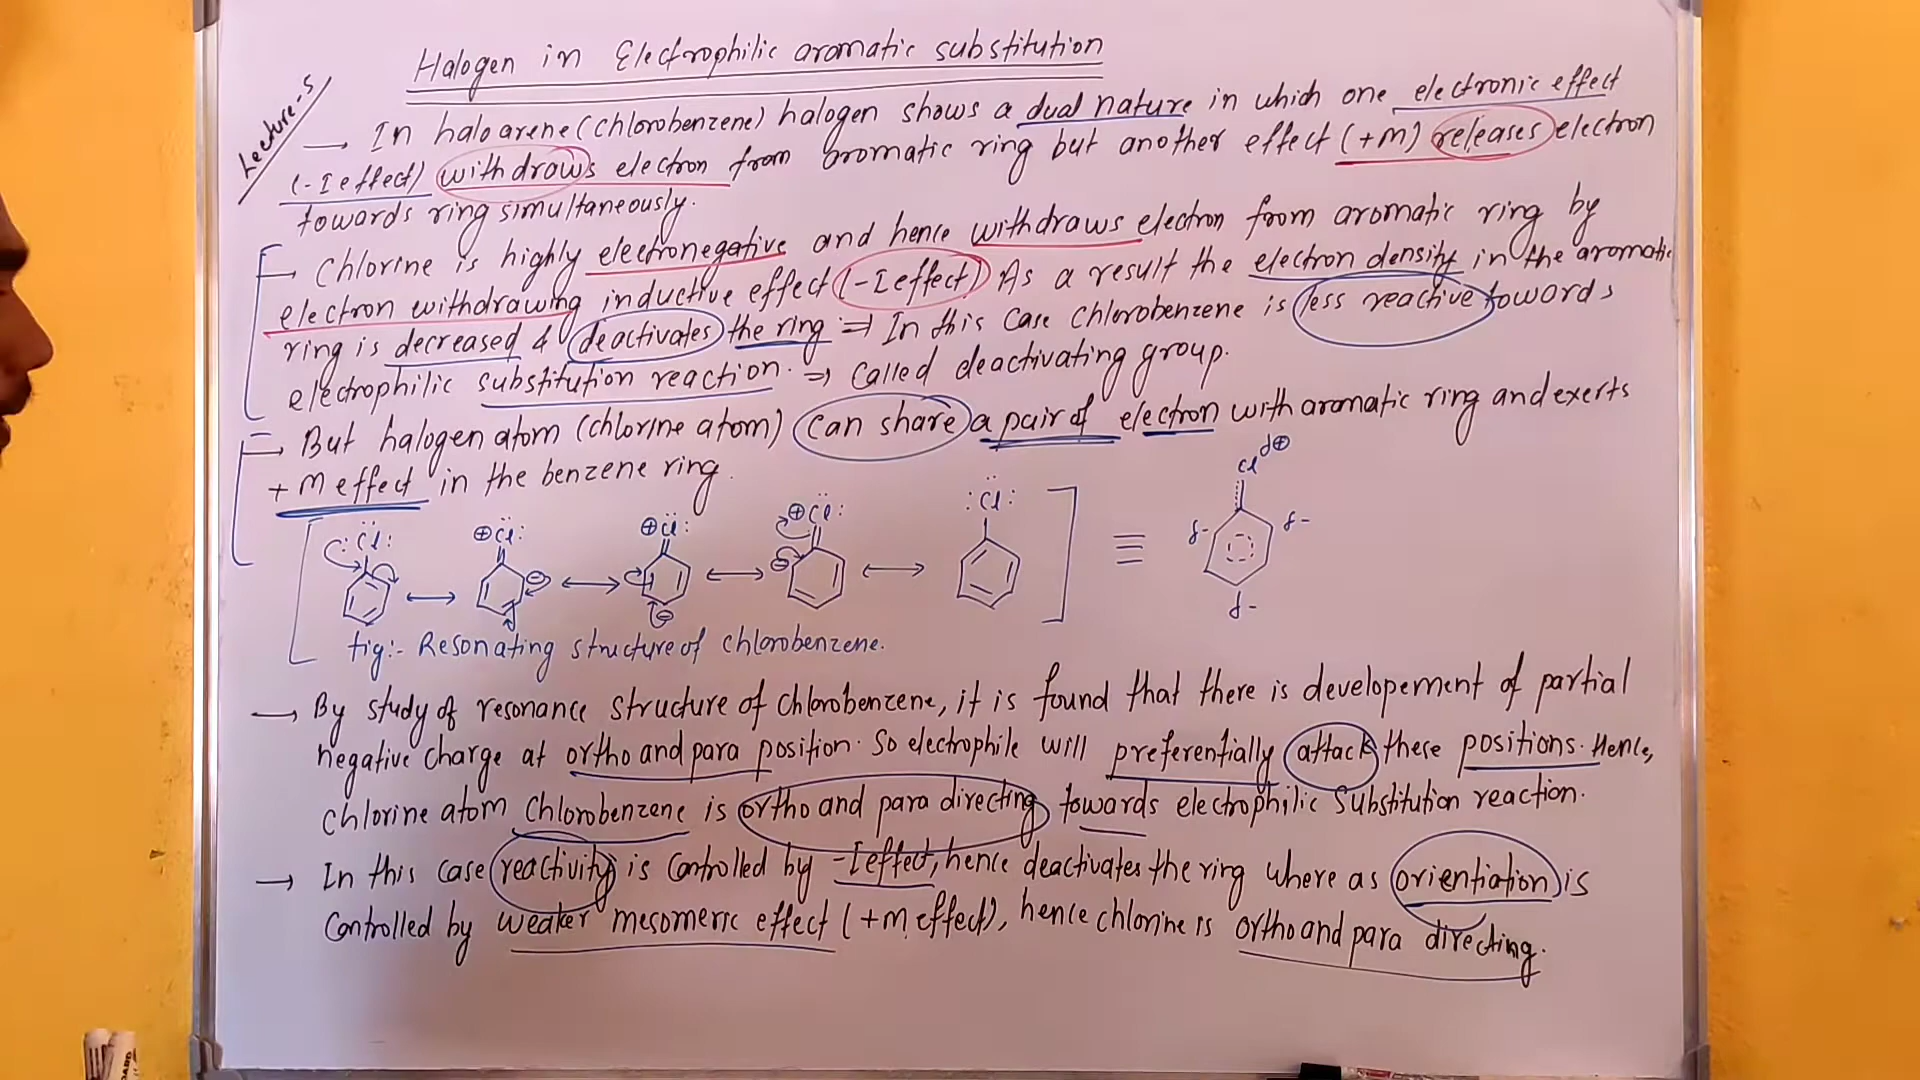 Halogen in Electrophilic aromatic substitution
Lecture-5
→ In haloarene (chlorobenzene) halogen shows a dual nature in which one electronic effect
(-I effect) withdraws electron from aromatic ring but another effect (+M) releases electron
towards ring simultaneously.
→ Chlorine is highly electronegative and hence withdraws electron from aromatic ring by
electron withdrawing inductive effect (-I effect) As a result the electron density in the aromatic
ring is decreased & deactivates the ring ⇒ In this case chlorobenzene is less reactive towards
electrophilic substitution reaction. ⇒ called deactivating group.
→ But halogen atom (chlorine atom) can share a pair of electron with aromatic ring and exerts
+M effect in the benzene ring.
:Cl: ⊕Cl: ⊕Cl: ⊕Cl: :Cl: Cl δ⊕
⊖ ⊖ ⊖ ≡ δ- δ- δ-
fig:- Resonating structure of chlorobenzene.
→ By study of resonance structure of chlorobenzene, it is found that there is developement of partial
negative charge at ortho and para position. So electrophile will preferentially attack these positions. Hence,
chlorine atom chlorobenzene is ortho and para directing towards electrophilic substitution reaction.
→ In this case reactivity is controlled by -I effect, hence deactivates the ring where as orientiation is
controlled by weaker mesomeric effect (+m effect), hence chlorine is ortho and para directing.